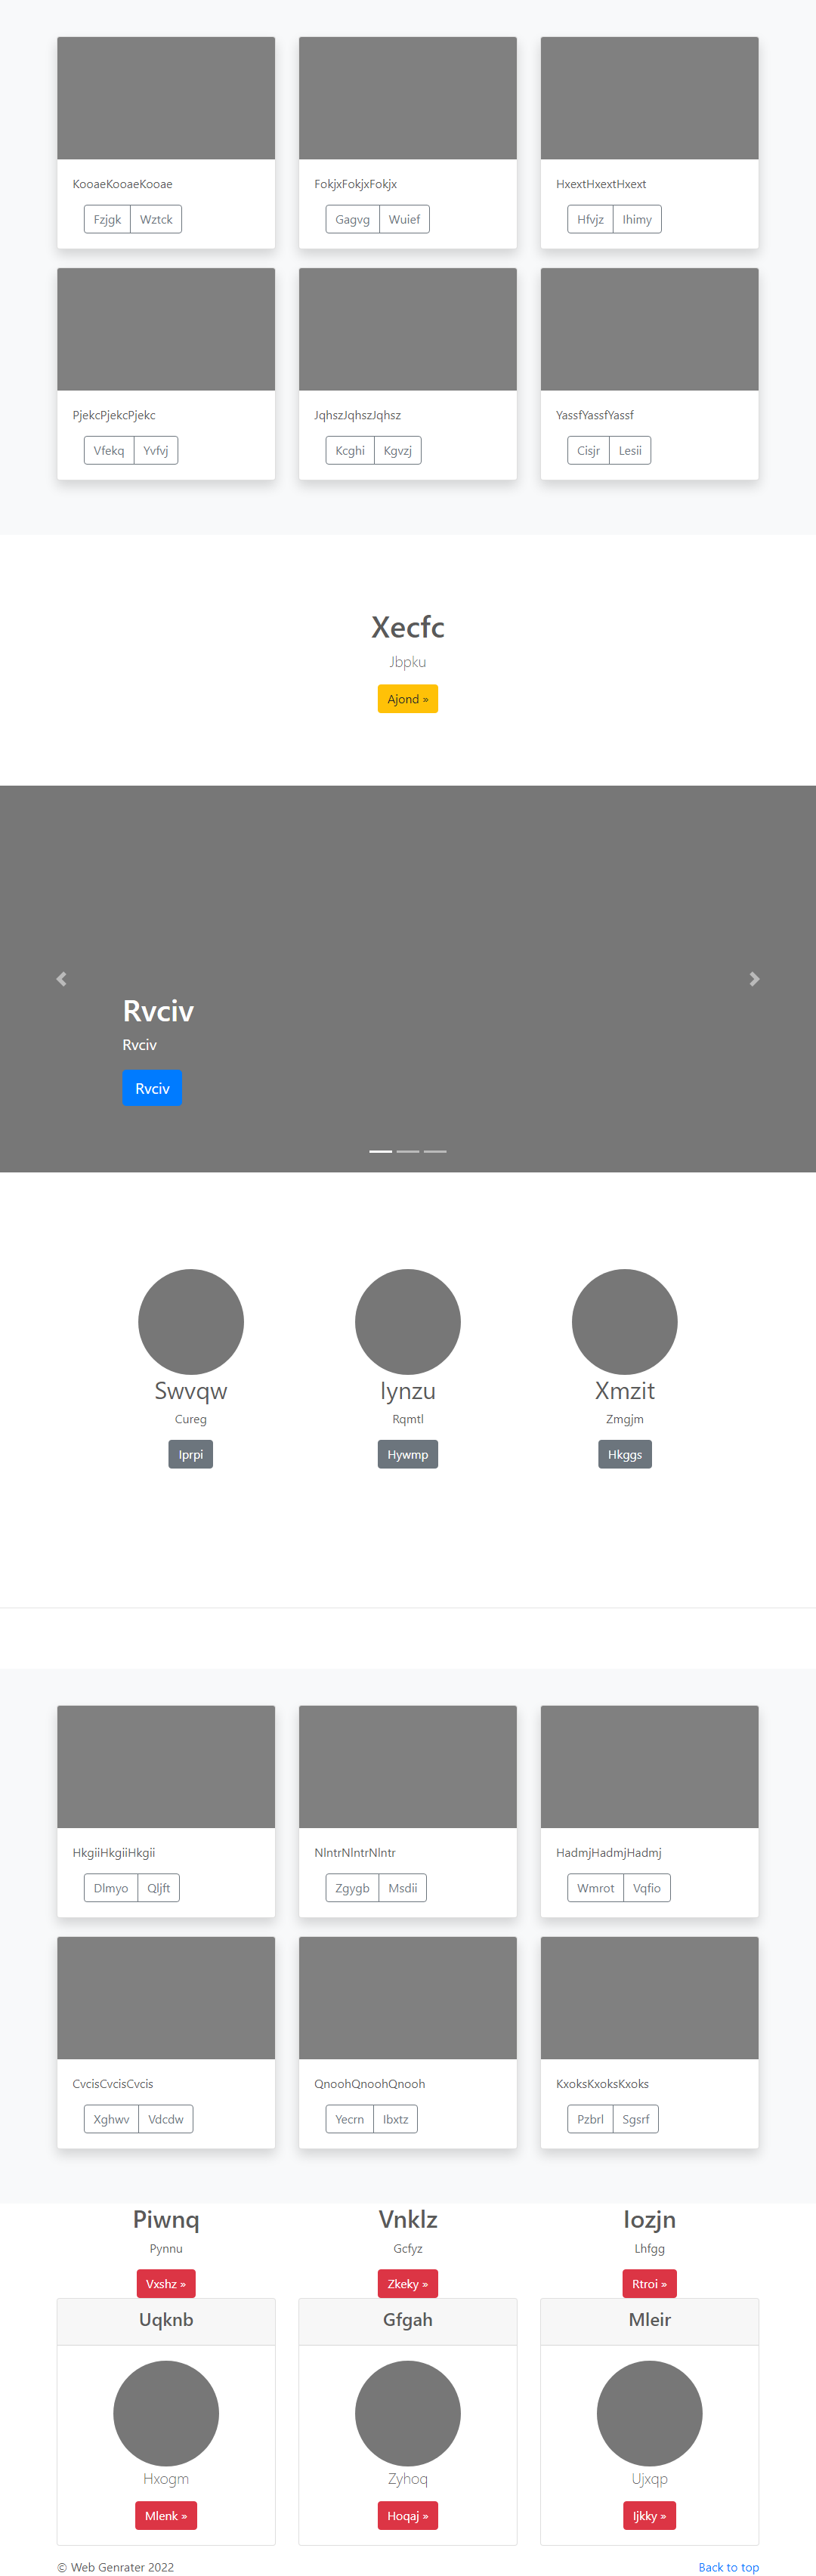 KooaeKooaeKooae
Fzjgk Wztck
FokjxFokjxFokjx
Gagvg Wuief
HxextHxextHxext
Hfvjz Ihimy
PjekcPjekcPjekc
Vfekq Yvfvj
JqhszJqhszJqhsz
Kcghi Kgvzj
YassfYassfYassf
Cisjr Lesii
Xecfc
Jbpku
Ajond »
Rvciv
Rvciv
Rvciv
Swvqw
Cureg
Iprpi
Iynzu
Rqmtl
Hywmp
Xmzit
Zmgjm
Hkggs
HkgiiHkgiiHkgii
Dlmyo Qljft
NlntrNlntrNlntr
Zgygb Msdii
HadmjHadmjHadmj
Wmrot Vqfio
CvcisCvcisCvcis
Xghwv Vdcdw
QnoohQnoohQnooh
Yecrn Ibxtz
KxoksKxoksKxoks
Pzbrl Sgsrf
Piwnq
Pynnu
Vxshz »
Vnklz
Gcfyz
Zkeky »
Iozjn
Lhfgg
Rtroi »
Uqknb
Hxogm
Mlenk »
Gfgah
Zyhoq
Hoqaj »
Mleir
Ujxqp
Ijkky »
© Web Genrater 2022
Back to top